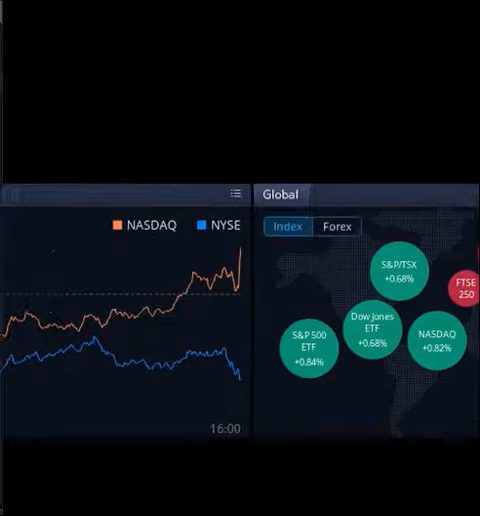 Global
NASDAQ NYSE
16:00
Index Forex
S&P/TSX
+0.68%
FTSE
250
Dow Jones
ETF
+0.68%
S&P 500
ETF
+0.84%
NASDAQ
+0.82%